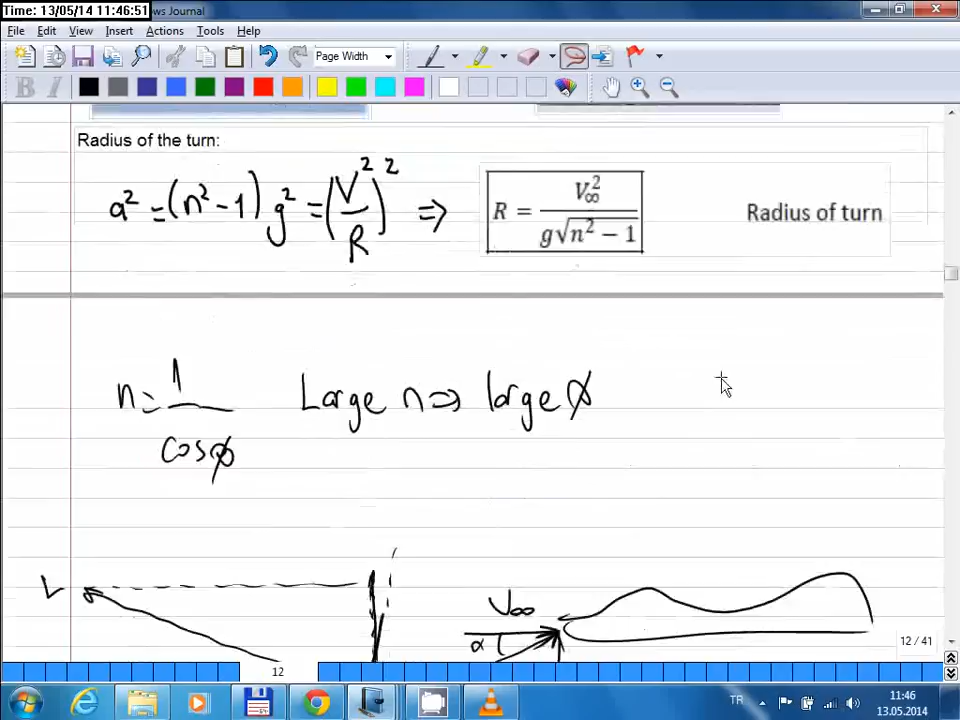 Time: 13/05/14 11:46:51 ows Journal
File Edit View Insert Actions Tools Help
Page Width
B I
Radius of the turn:
a² = (n² - 1) g² = (V²/R)² ⇒ R = V∞² / g√n² − 1 Radius of turn
n = 1/cosø Large n ⇒ large ø
L
V∞
α
12 / 41
12
TR 11:46
13.05.2014